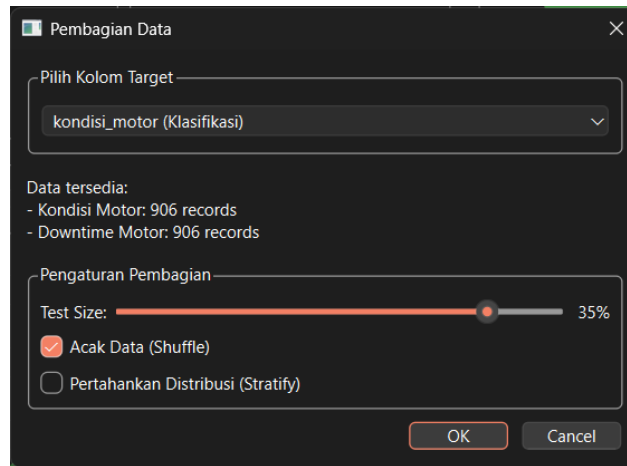 Pembagian Data
Pilih Kolom Target
kondisi_motor (Klasifikasi)
Data tersedia:
- Kondisi Motor: 906 records
- Downtime Motor: 906 records
Pengaturan Pembagian
Test Size: 35%
Acak Data (Shuffle)
Pertahankan Distribusi (Stratify)
OK Cancel